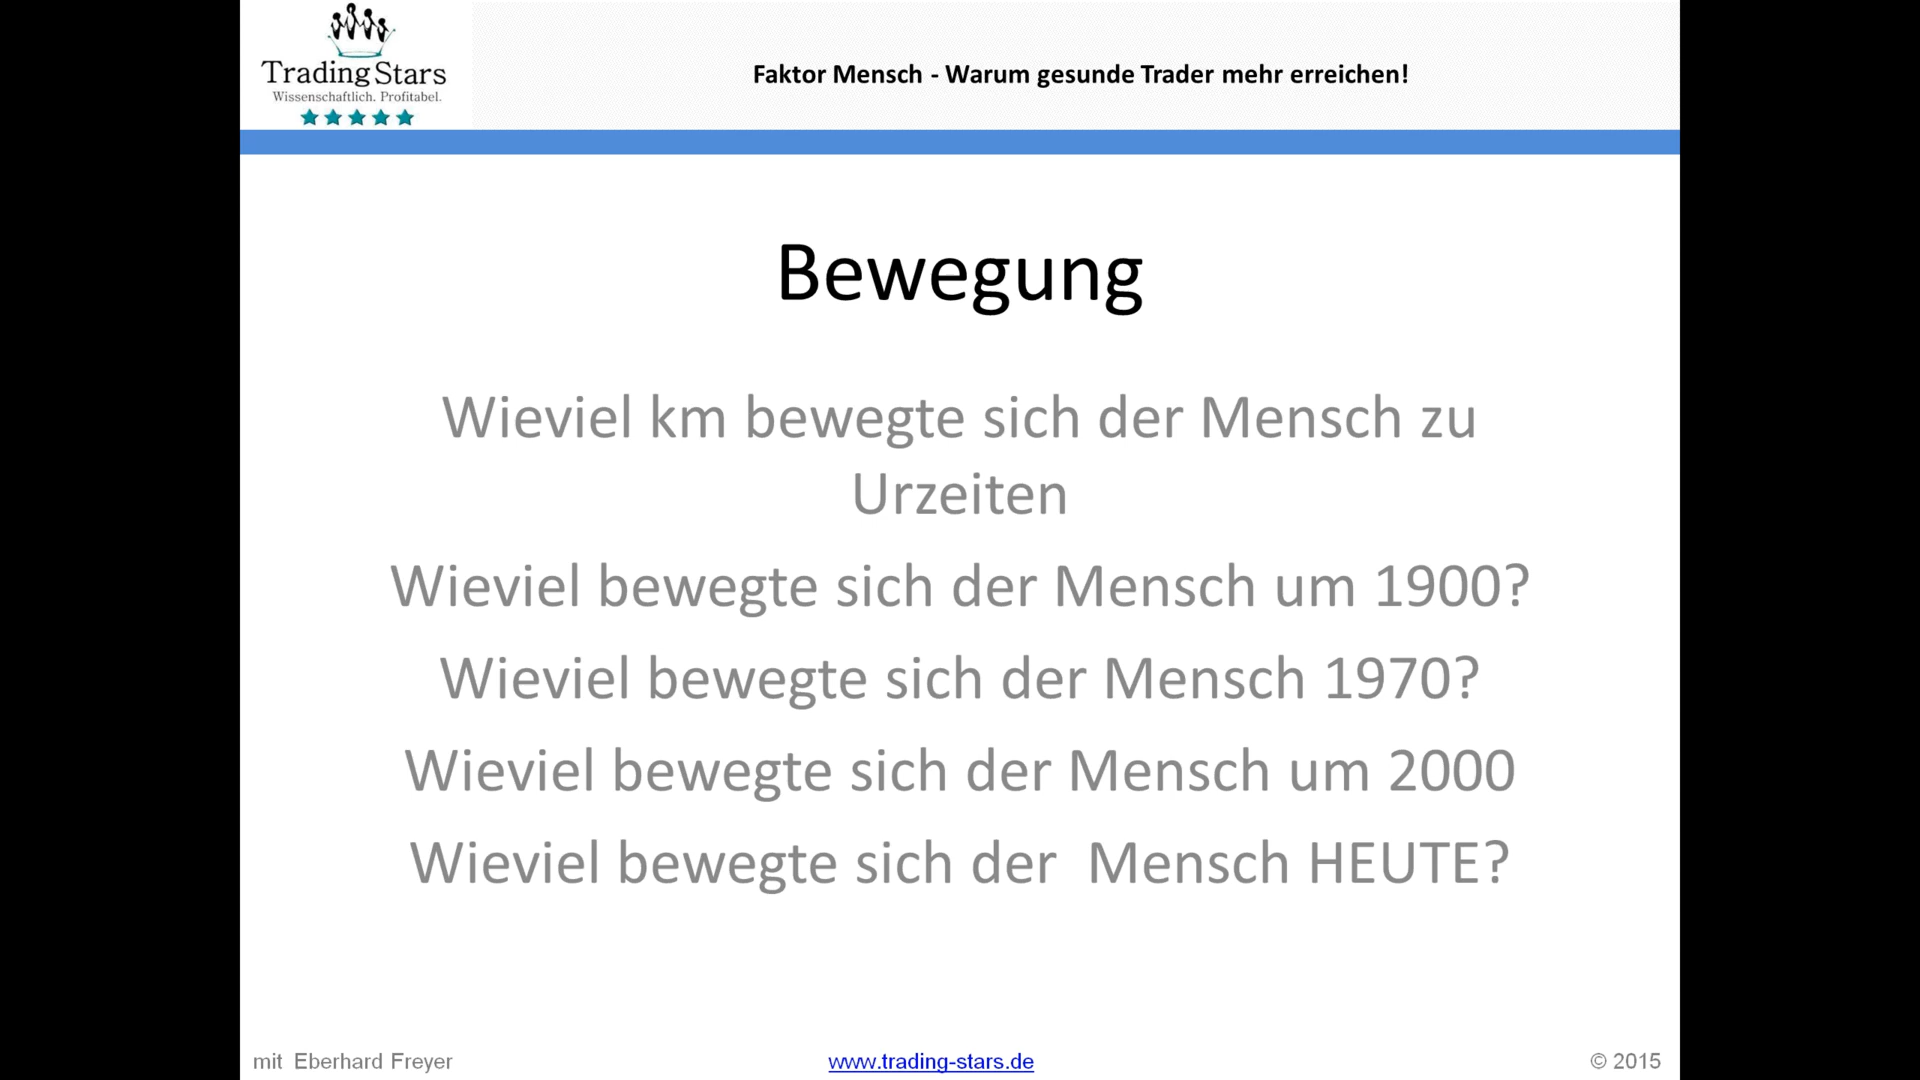 Trading Stars
Wissenschaftlich. Profitabel.
Faktor Mensch - Warum gesunde Trader mehr erreichen!
Bewegung
Wieviel km bewegte sich der Mensch zu
Urzeiten
Wieviel bewegte sich der Mensch um 1900?
Wieviel bewegte sich der Mensch 1970?
Wieviel bewegte sich der Mensch um 2000
Wieviel bewegte sich der  Mensch HEUTE?
mit  Eberhard Freyer
www.trading-stars.de
© 2015